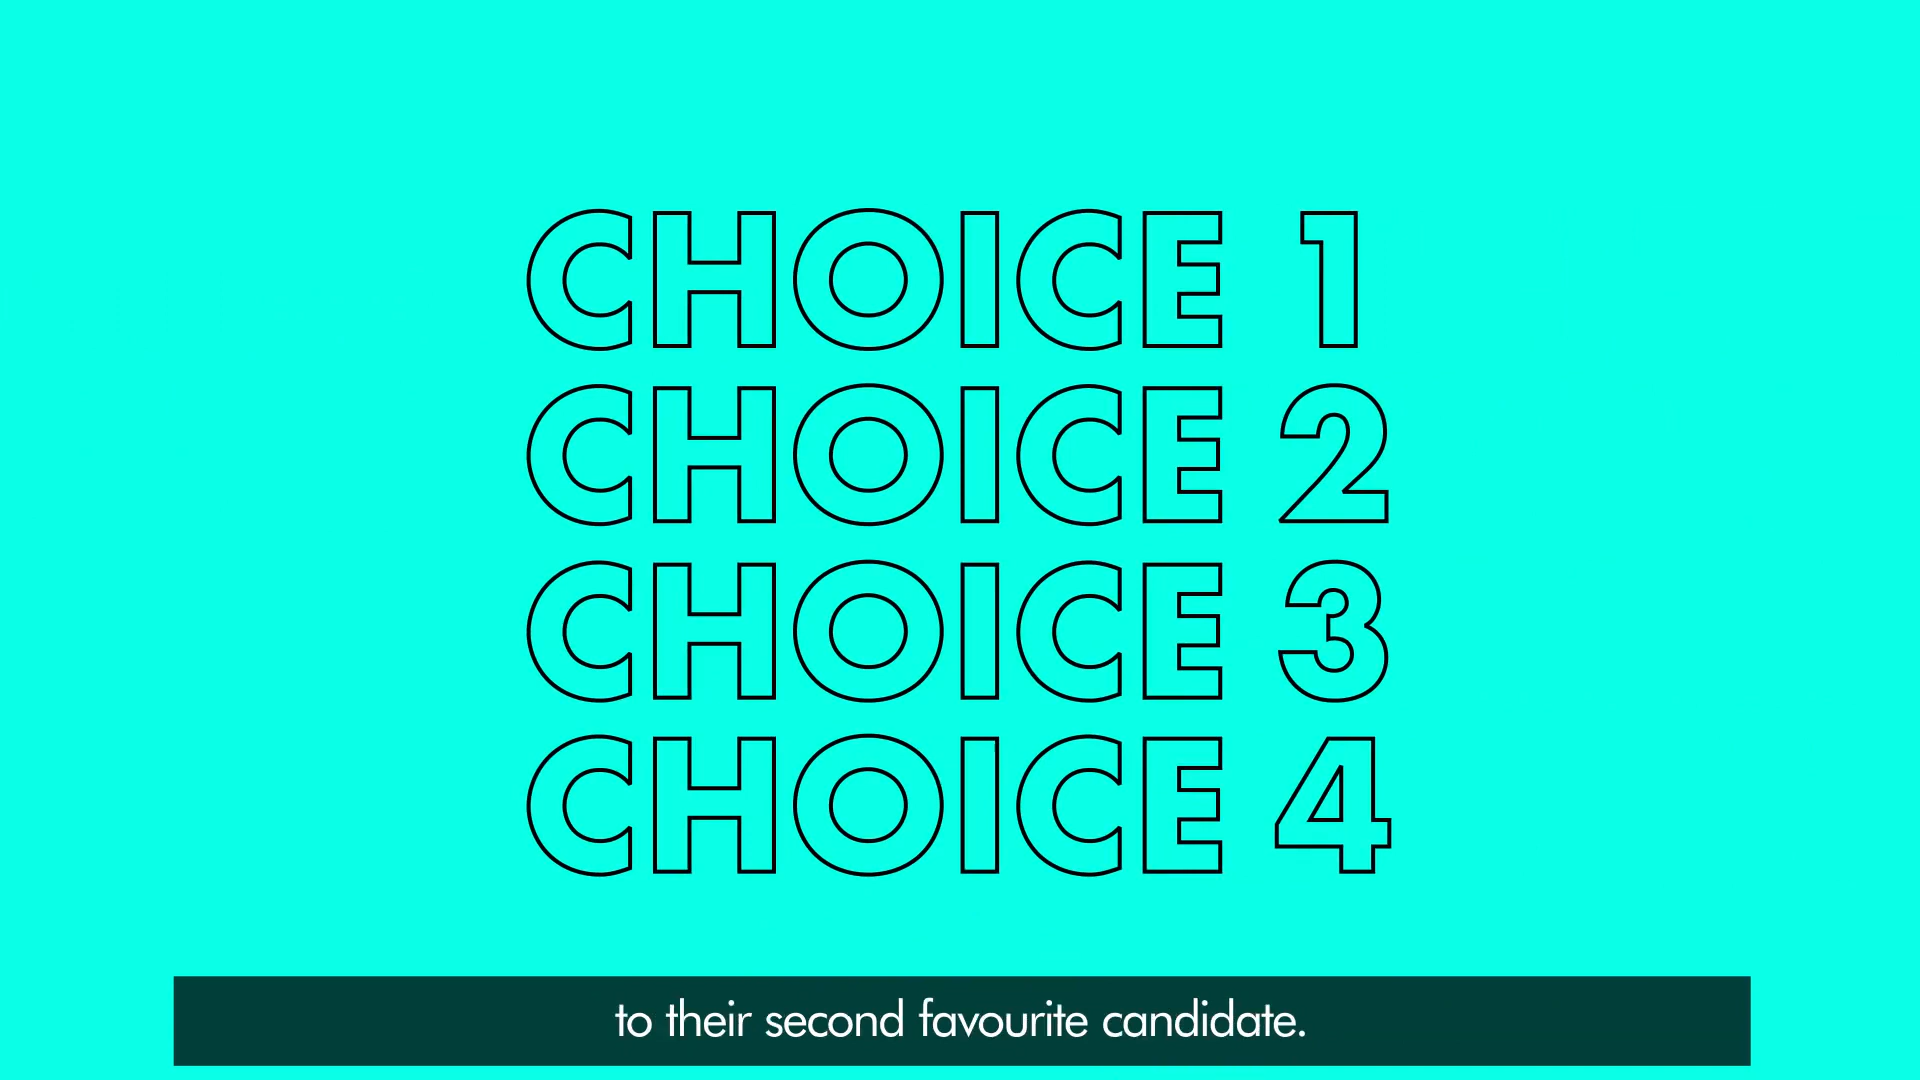 CHOICE 1
CHOICE 2
CHOICE 3
CHOICE 4
to their second favourite candidate.